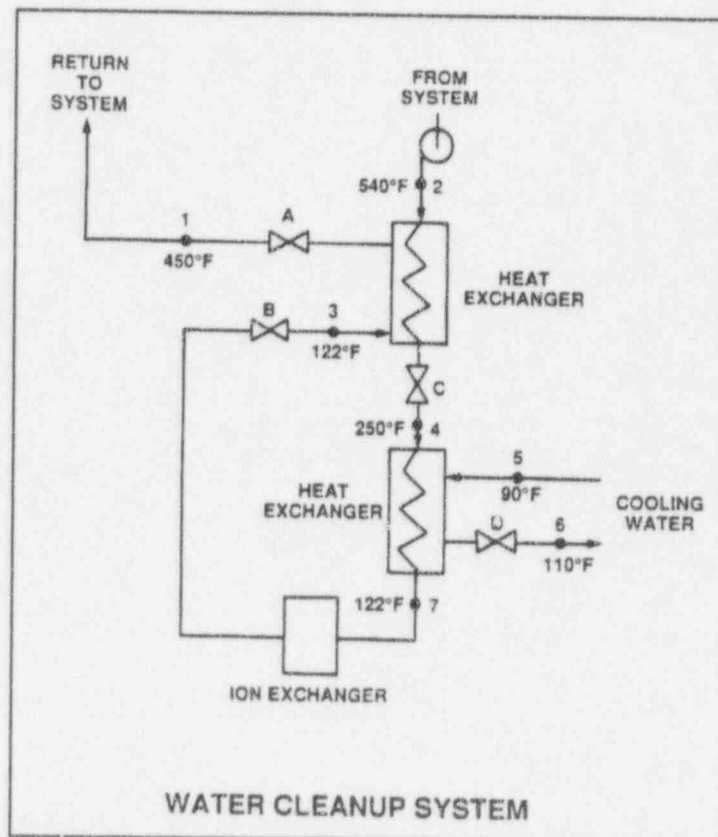 RETURN
TO
SYSTEM
FROM
SYSTEM
540°F 2
1
A
450°F
HEAT
EXCHANGER
B
3
122°F
C
250°F 4
HEAT
EXCHANGER
5
90°F
COOLING
WATER
D
6
110°F
122°F 7
ION EXCHANGER
WATER CLEANUP SYSTEM